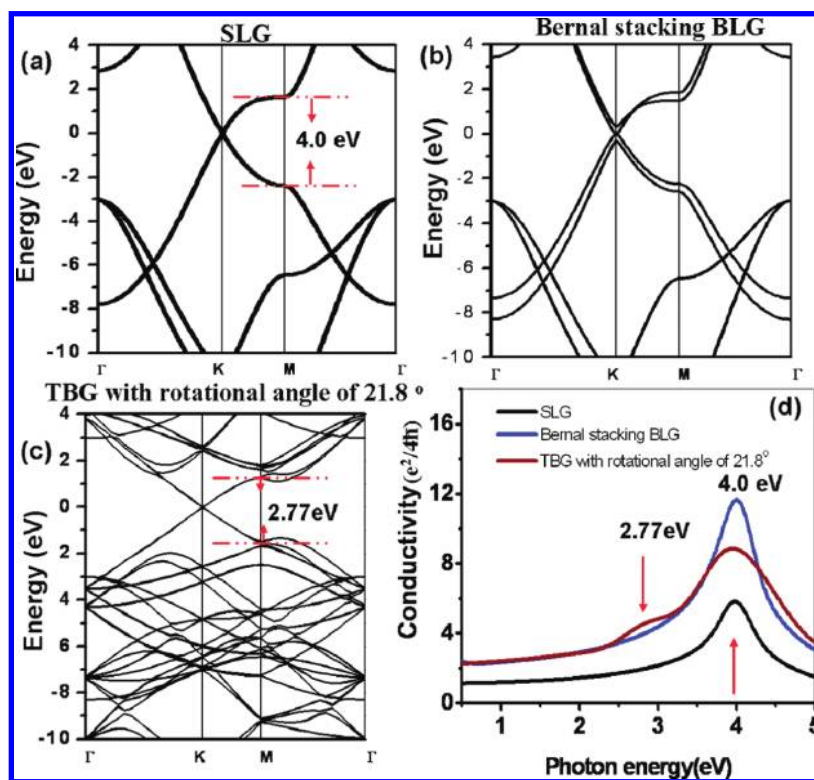 SLG
(a)
4
2
0
-2
-4
-6
-8
-10
Energy (eV)
4.0 eV
Γ K M Γ
Bernal stacking BLG
(b)
4
2
0
-2
-4
-6
-8
-10
Energy (eV)
Γ K M Γ
TBG with rotational angle of 21.8 °
(c)
4
2
0
2
4
6
8
-10
Energy (eV)
2.77eV
Γ K M Γ
(d)
SLG
Bernal stacking BLG
TBG with rotational angle of 21.8°
4.0 eV
2.77eV
16
12
8
4
0
Conductivity (e²/4ħ)
1 2 3 4 5
Photon energy(eV)